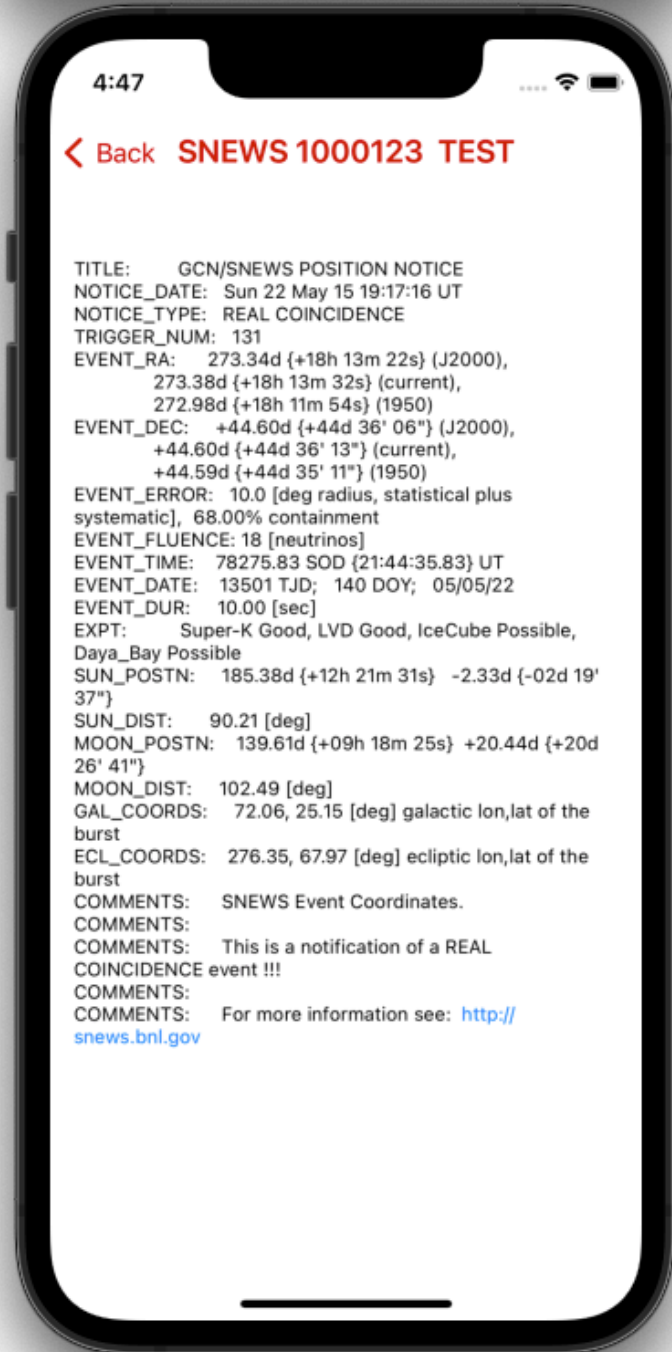 4:47
Back SNEWS 1000123 TEST
TITLE: GCN/SNEWS POSITION NOTICE
NOTICE_DATE: Sun 22 May 15 19:17:16 UT
NOTICE_TYPE: REAL COINCIDENCE
TRIGGER_NUM: 131
EVENT_RA: 273.34d {+18h 13m 22s} (J2000),
273.38d {+18h 13m 32s} (current),
272.98d {+18h 11m 54s} (1950)
EVENT_DEC: +44.60d {+44d 36' 06"} (J2000),
+44.60d {+44d 36' 13"} (current),
+44.59d {+44d 35' 11"} (1950)
EVENT_ERROR: 10.0 [deg radius, statistical plus
systematic], 68.00% containment
EVENT_FLUENCE: 18 [neutrinos]
EVENT_TIME: 78275.83 SOD {21:44:35.83} UT
EVENT_DATE: 13501 TJD; 140 DOY; 05/05/22
EVENT_DUR: 10.00 [sec]
EXPT: Super-K Good, LVD Good, IceCube Possible,
Daya_Bay Possible
SUN_POSTN: 185.38d {+12h 21m 31s} -2.33d {-02d 19'
37"}
SUN_DIST: 90.21 [deg]
MOON_POSTN: 139.61d {+09h 18m 25s} +20.44d {+20d
26' 41"}
MOON_DIST: 102.49 [deg]
GAL_COORDS: 72.06, 25.15 [deg] galactic lon,lat of the
burst
ECL_COORDS: 276.35, 67.97 [deg] ecliptic lon,lat of the
burst
COMMENTS: SNEWS Event Coordinates.
COMMENTS:
COMMENTS: This is a notification of a REAL
COINCIDENCE event !!!
COMMENTS:
COMMENTS: For more information see: http://
snews.bnl.gov